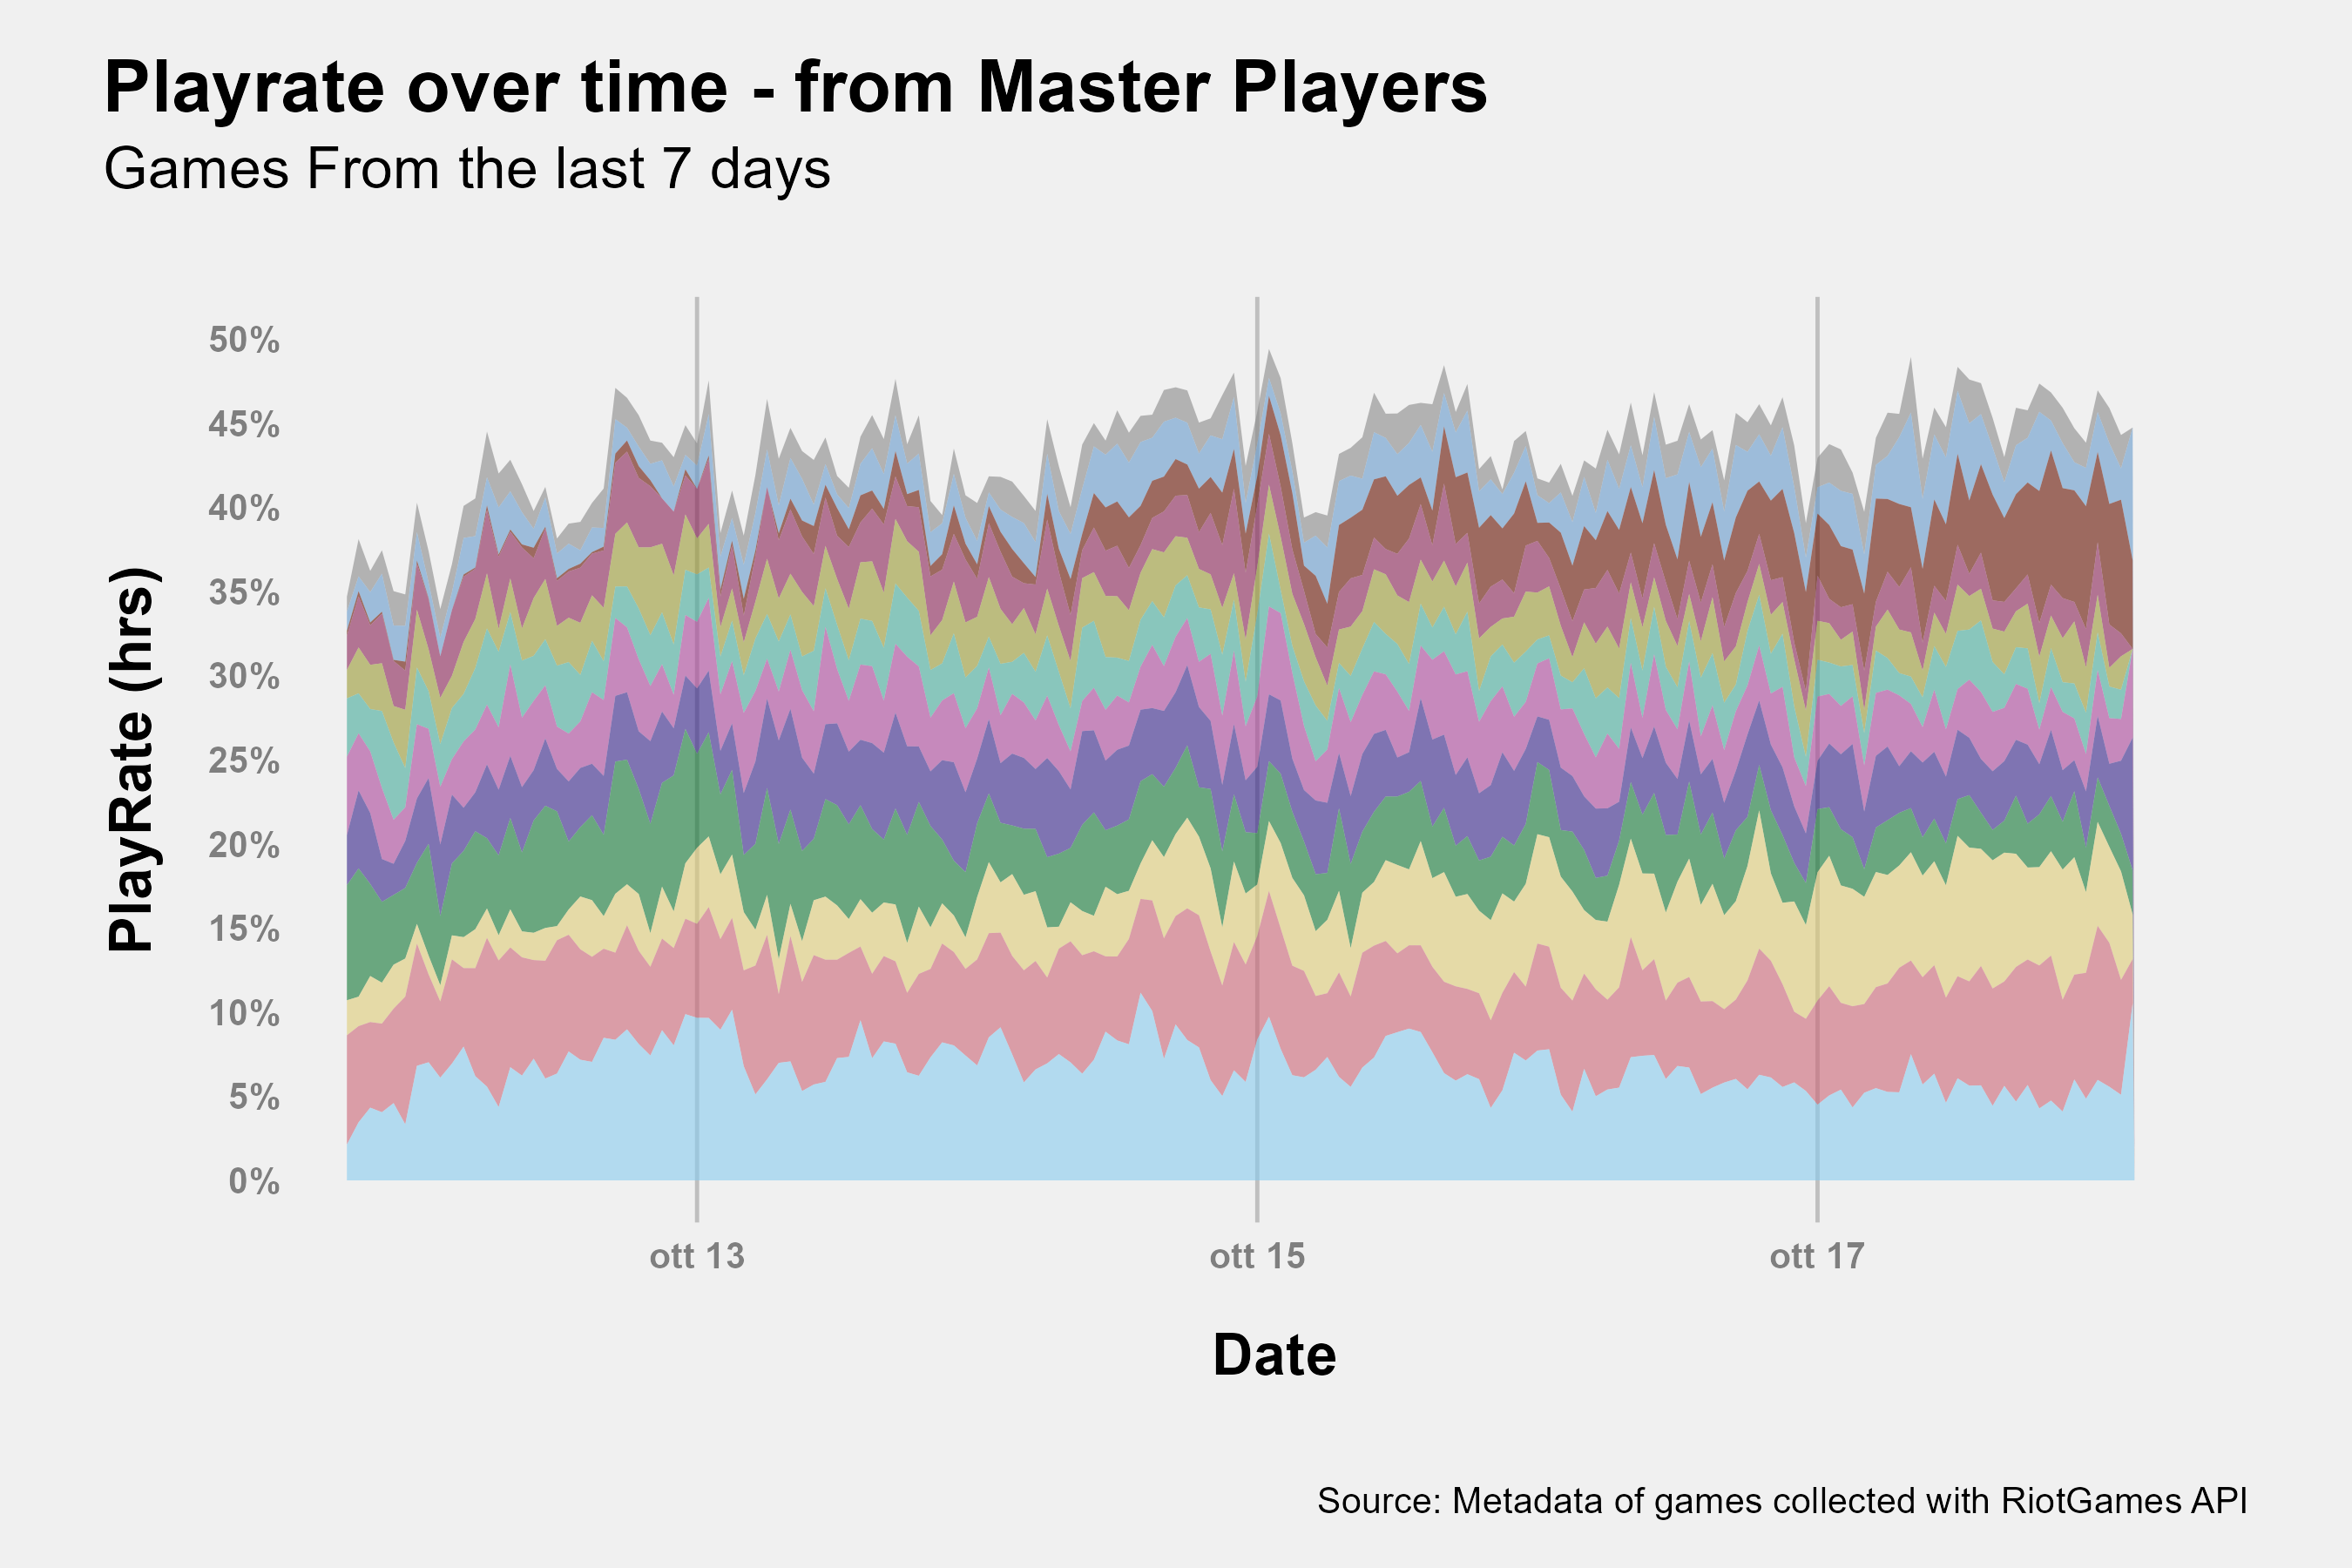 Playrate over time - from Master Players
Games From the last 7 days
PlayRate (hrs)
50%
45%
40%
35%
30%
25%
20%
15%
10%
5%
0%
ott 13
ott 15
ott 17
Date
Source: Metadata of games collected with RiotGames API